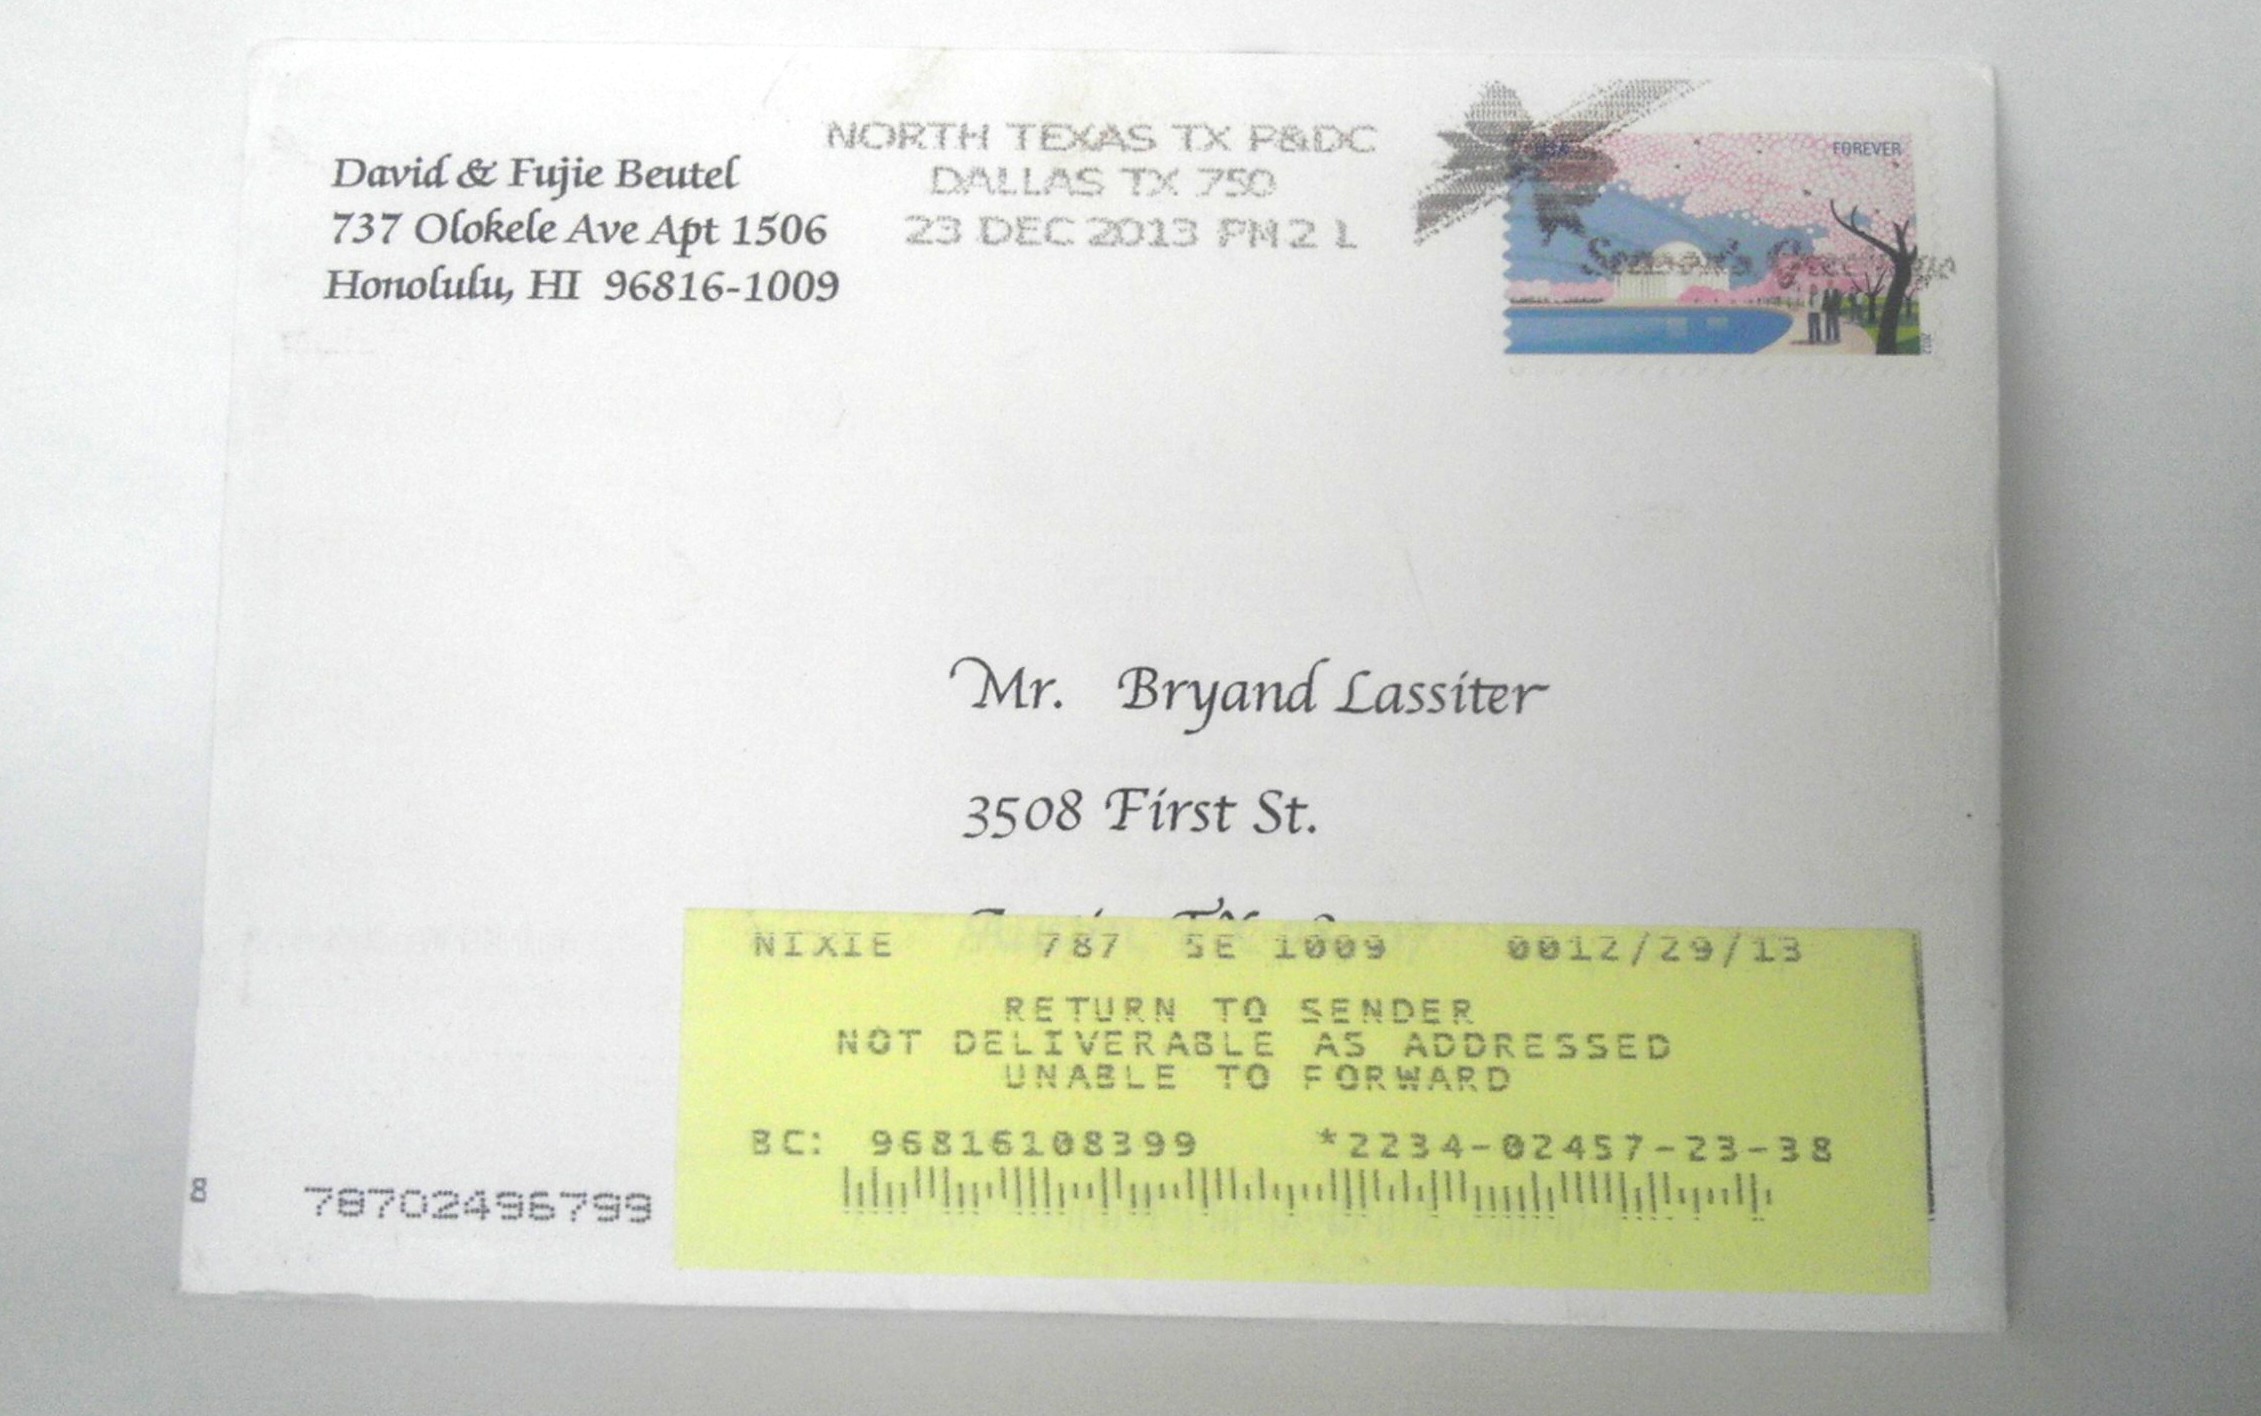 David & Fujie Beutel
737 Olokele Ave Apt 1506
Honolulu, HI 96816-1009
NORTH TEXAS TX P&DC
DALLAS TX 750
23 DEC 2013 PM 2 L
USA
FOREVER
Season's Greetings
2012
Mr. Bryand Lassiter
3508 First St.
NIXIE 787 SE 1009 0012/29/13
RETURN TO SENDER
NOT DELIVERABLE AS ADDRESSED
UNABLE TO FORWARD
BC: 96816108399 *2234-02457-23-38
8
78702496799